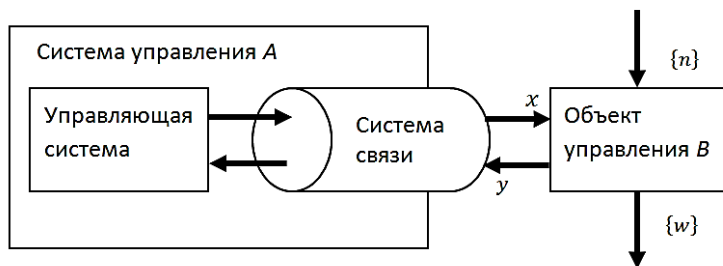 Система управления A
{n}
Управляющая
система
Система
связи
x
y
Объект
управления B
{w}